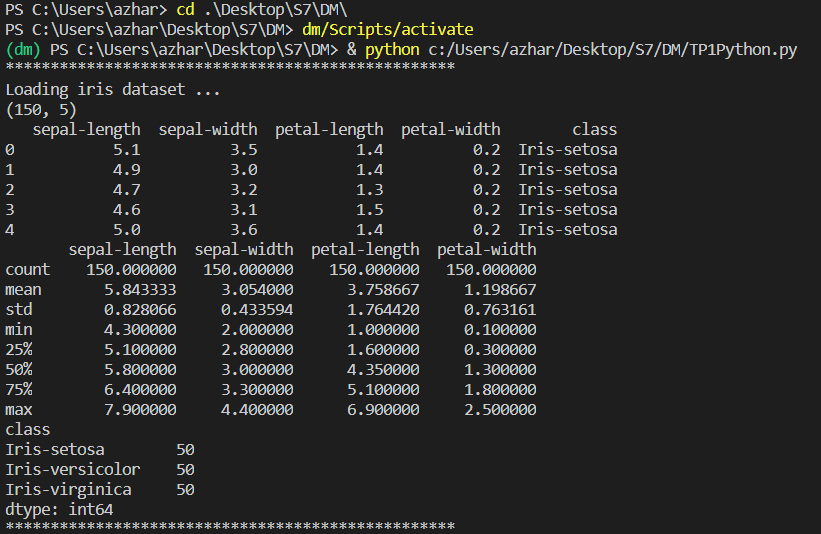 PS C:\Users\azhar> cd .\Desktop\S7\DM\
PS C:\Users\azhar\Desktop\S7\DM> dm/Scripts/activate
(dm) PS C:\Users\azhar\Desktop\S7\DM> & python c:/Users/azhar/Desktop/S7/DM/TP1Python.py
**************************************************
Loading iris dataset ...
(150, 5)
   sepal-length  sepal-width  petal-length  petal-width        class
0           5.1          3.5           1.4          0.2  Iris-setosa
1           4.9          3.0           1.4          0.2  Iris-setosa
2           4.7          3.2           1.3          0.2  Iris-setosa
3           4.6          3.1           1.5          0.2  Iris-setosa
4           5.0          3.6           1.4          0.2  Iris-setosa
       sepal-length  sepal-width  petal-length  petal-width
count    150.000000   150.000000    150.000000   150.000000
mean       5.843333     3.054000      3.758667     1.198667
std        0.828066     0.433594      1.764420     0.763161
min        4.300000     2.000000      1.000000     0.100000
25%        5.100000     2.800000      1.600000     0.300000
50%        5.800000     3.000000      4.350000     1.300000
75%        6.400000     3.300000      5.100000     1.800000
max        7.900000     4.400000      6.900000     2.500000
class
Iris-setosa        50
Iris-versicolor    50
Iris-virginica     50
dtype: int64
**************************************************